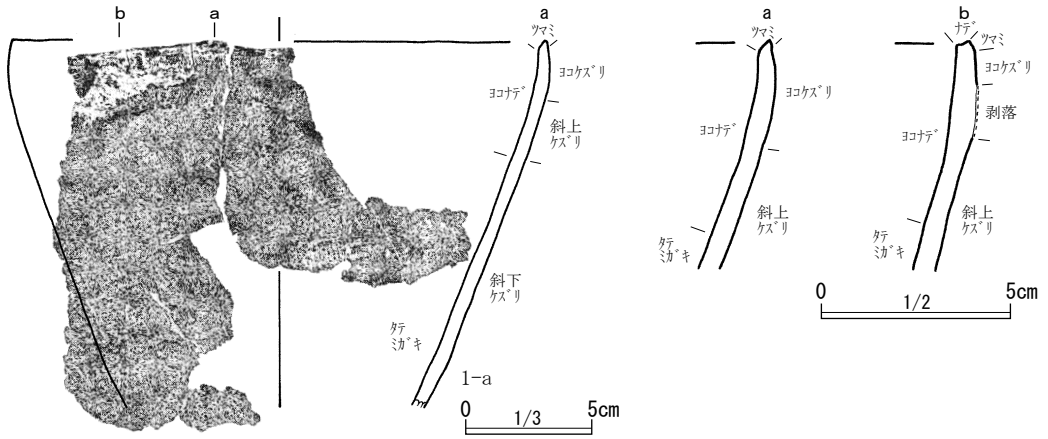 b
a
a
ﾂﾏﾐ
ﾖｺﾅﾃﾞ
斜上
ｹｽﾞﾘ
斜下
ｹｽﾞﾘ
ﾀﾃ
ﾐｶﾞｷ
1-a
0 1/3 5cm
a
ﾂﾏﾐ
ﾖｺｹｽﾞﾘ
ﾖｺﾅﾃﾞ
斜上
ｹｽﾞﾘ
ﾀﾃ
ﾐｶﾞｷ
b
ﾅﾃﾞ ﾂﾏﾐ
ﾖｺｹｽﾞﾘ
剥落
ﾖｺﾅﾃﾞ
斜上
ｹｽﾞﾘ
ﾀﾃ
ﾐｶﾞｷ
0 1/2 5cm
ﾖｺｹｽﾞﾘ